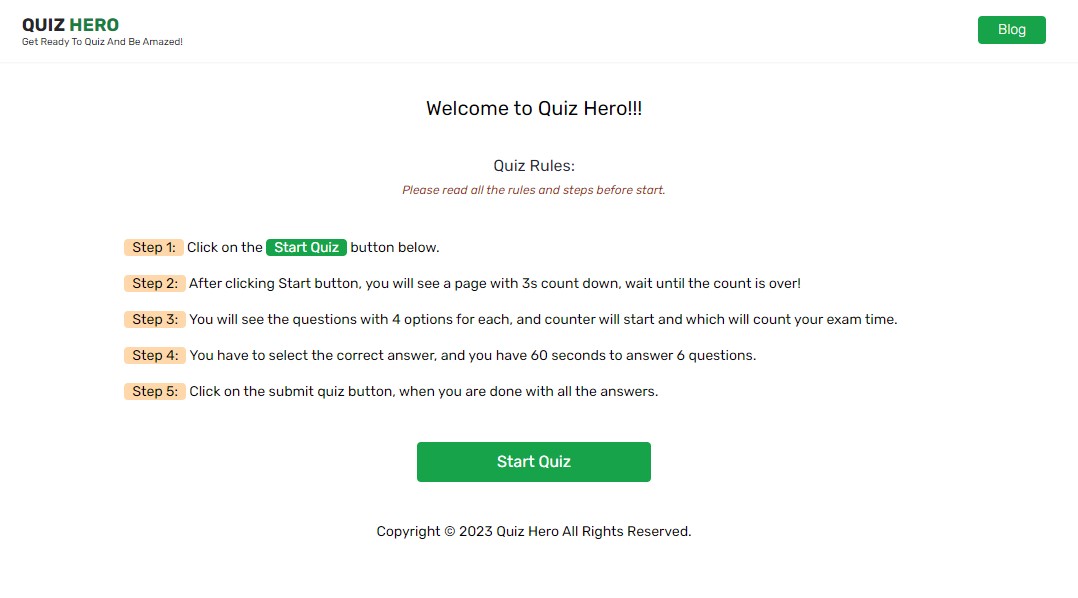 QUIZ HERO
Get Ready To Quiz And Be Amazed!
Blog
Welcome to Quiz Hero!!!
Quiz Rules:
Please read all the rules and steps before start.
Step 1: Click on the Start Quiz button below.
Step 2: After clicking Start button, you will see a page with 3s count down, wait until the count is over!
Step 3: You will see the questions with 4 options for each, and counter will start and which will count your exam time.
Step 4: You have to select the correct answer, and you have 60 seconds to answer 6 questions.
Step 5: Click on the submit quiz button, when you are done with all the answers.
Start Quiz
Copyright © 2023 Quiz Hero All Rights Reserved.